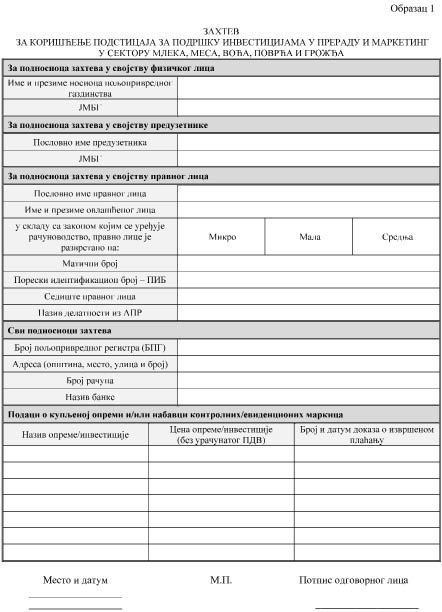 Образац 1
ЗАХТЕВ
ЗА КОРИШЋЕЊЕ ПОДСТИЦАЈА ЗА ПОДРШКУ ИНВЕСТИЦИЈАМА У ПРЕРАДУ И МАРКЕТИНГ
У СЕКТОРУ МЛЕКА, МЕСА, ВОЋА, ПОВРЋА И ГРОЖЂА
За подносиоца захтева у својству физичког лица
Име и презиме носиоца пољопривредног
газдинства
ЈМБГ
За подносиоца захтева у својству предузетнике
Пословно име предузетника
ЈМБГ
За подносиоца захтева у својству правног лица
Пословно име правног лица
Име и презиме овлашћеног лица
у складу са законом којим се уређује
рачуноводство, правно лице је
разврстано на:
Микро
Мала
Средња
Матични број
Порески идентификацион број – ПИБ
Седиште правног лица
Назив делатности из АПР
Сви подносиоци захтева
Број пољопривредног регистра (БПГ)
Адреса (општина, место, улица и број)
Број рачуна
Назив банке
Подаци о купљеној опреми и/или набавци контролних/евиденционих маркица
Назив опреме/инвестиције
Цена опреме/инвестиције
(без урачунатог ПДВ)
Број и датум доказа о извршеном
плаћању
Место и датум
М.П.
Потпис одговорног лица